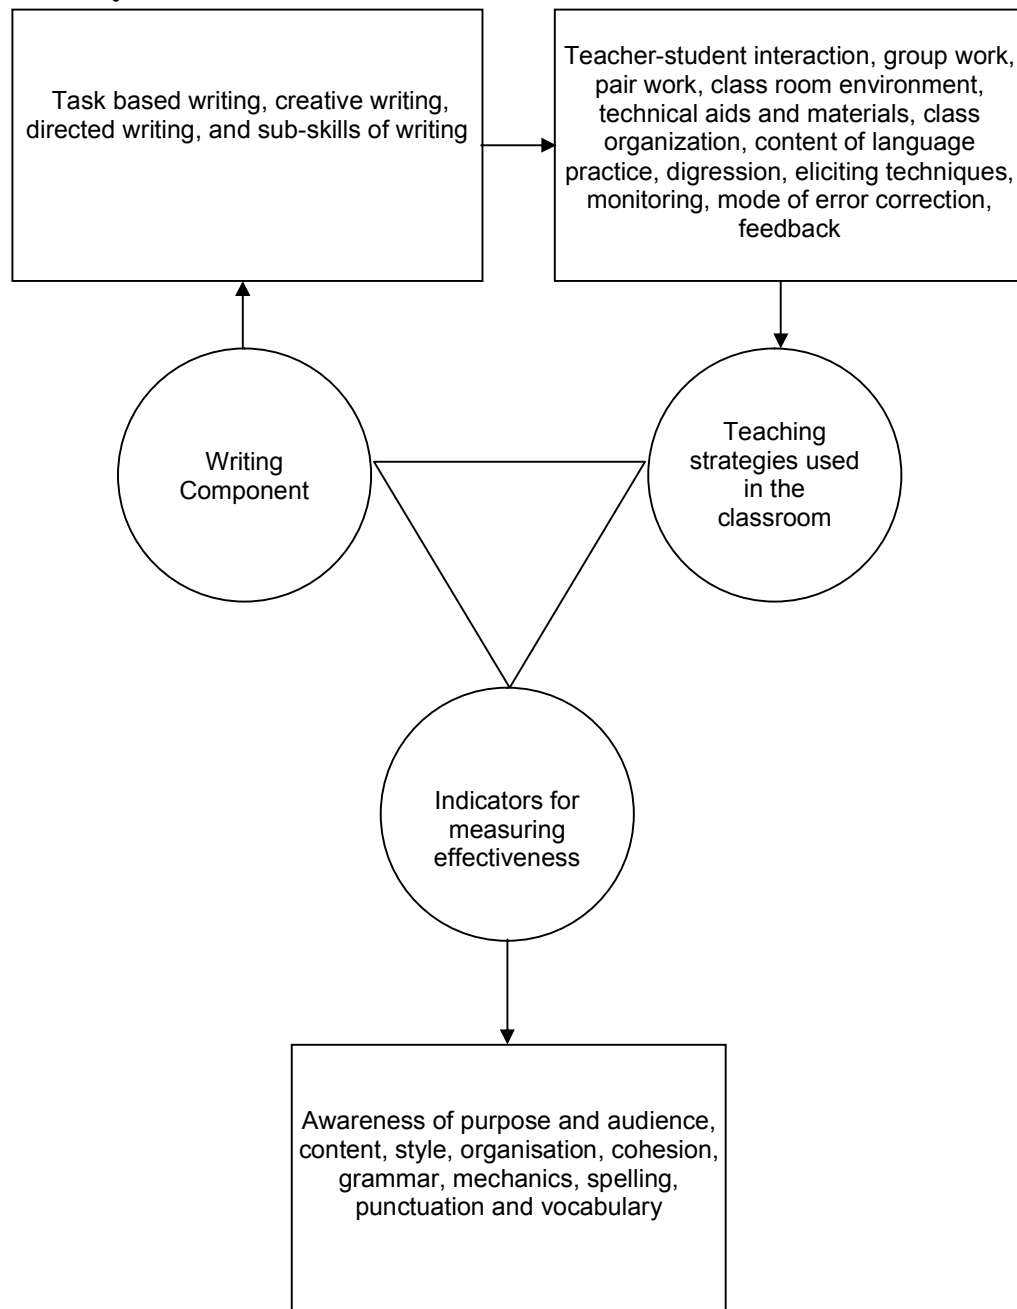 Task based writing, creative writing,
directed writing, and sub-skills of writing
Teacher-student interaction, group work,
pair work, class room environment,
technical aids and materials, class
organization, content of language
practice, digression, eliciting techniques,
monitoring, mode of error correction,
feedback
Writing
Component
Teaching
strategies used
in the
classroom
Indicators for
measuring
effectiveness
Awareness of purpose and audience,
content, style, organisation, cohesion,
grammar, mechanics, spelling,
punctuation and vocabulary